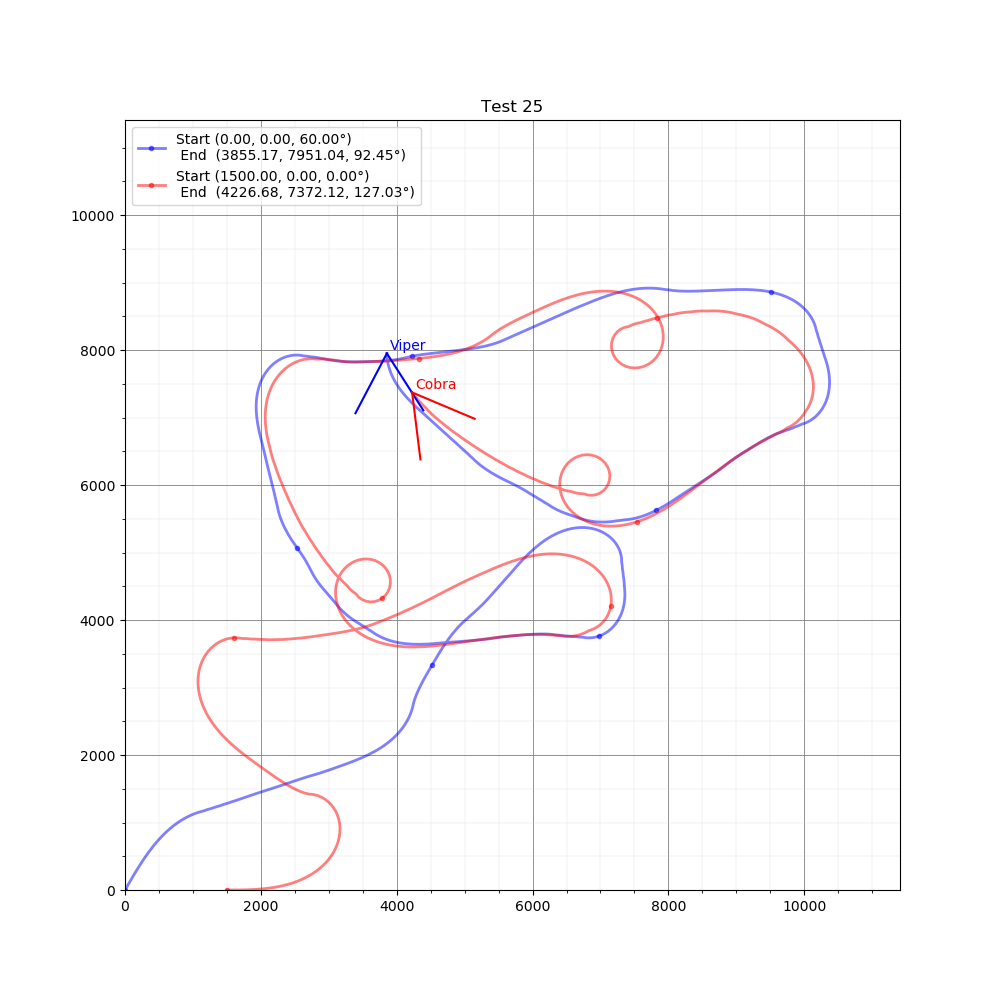 Test 25
Start (0.00, 0.00, 60.00°)
End  (3855.17, 7951.04, 92.45°)
Start (1500.00, 0.00, 0.00°)
End  (4226.68, 7372.12, 127.03°)
10000
8000
Viper
Cobra
6000
4000
2000
0
0 2000 4000 6000 8000 10000